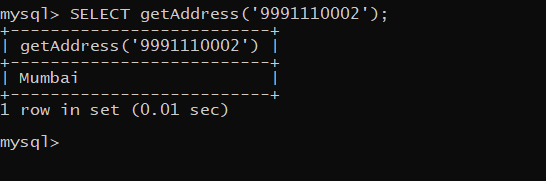 mysql> SELECT getAddress('9991110002');
+---------------------------+
| getAddress('9991110002') |
+---------------------------+
| Mumbai                    |
+---------------------------+
1 row in set (0.01 sec)
mysql>